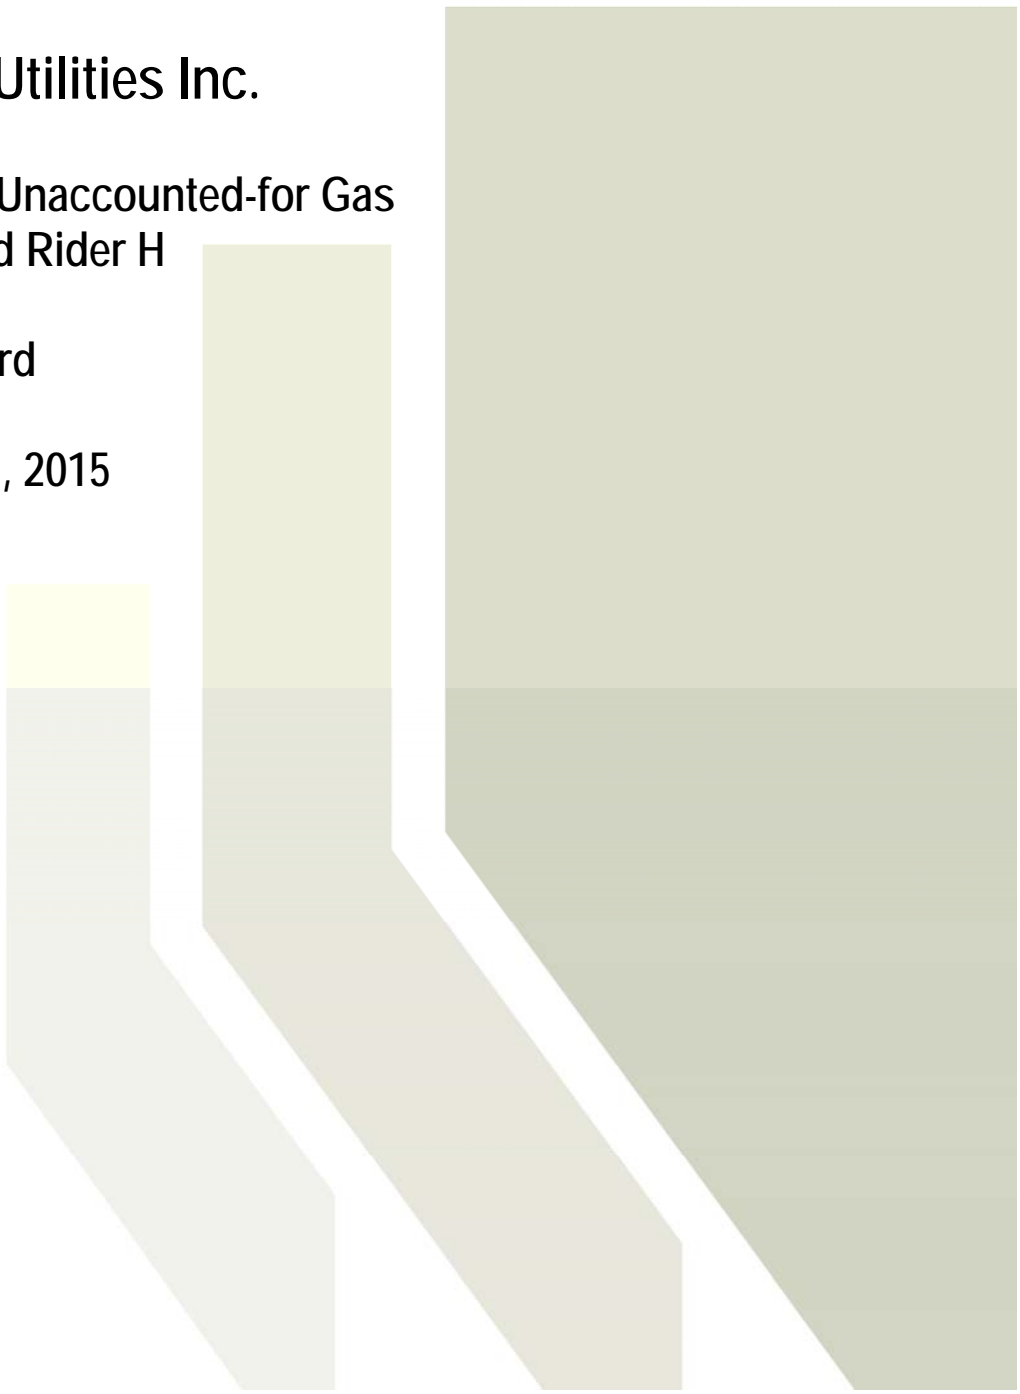 Utilities Inc.
Unaccounted-for Gas
d Rider H
rd
, 2015